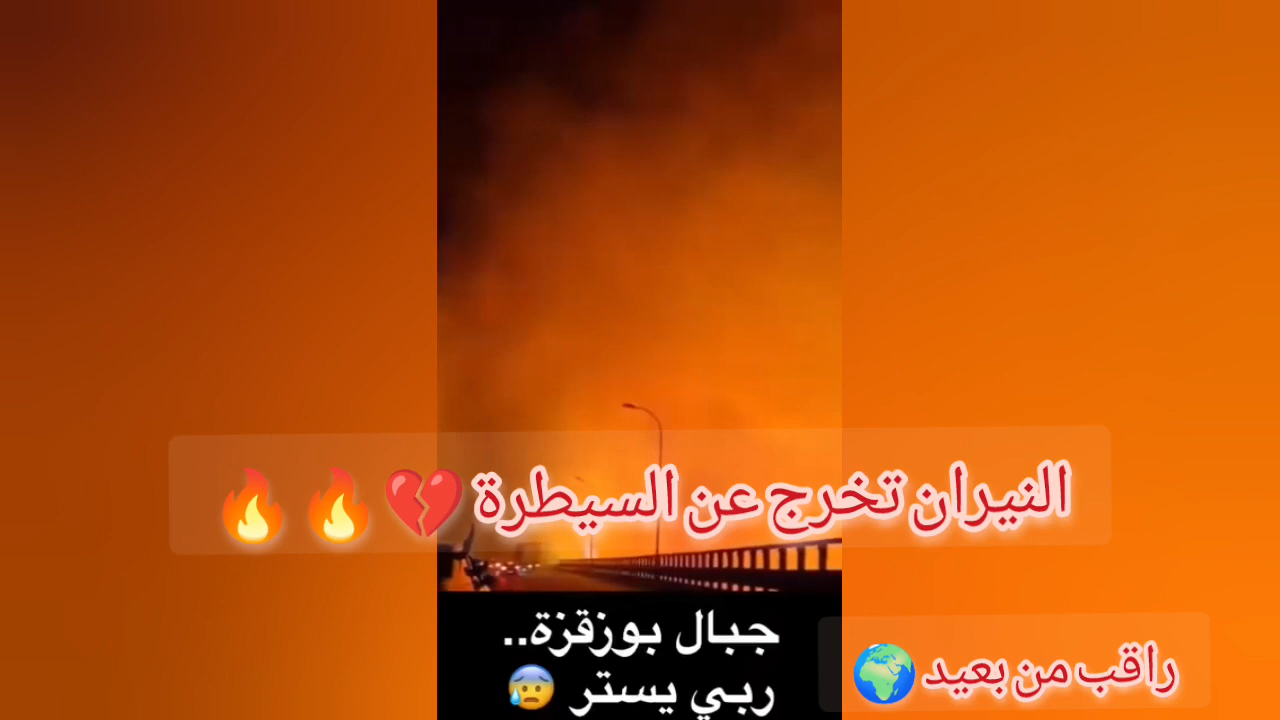 النيران تخرج عن السيطرة 💔🔥🔥
جبال بوزقزة..
ربي يستر 😰
راقب من بعيد 🌍